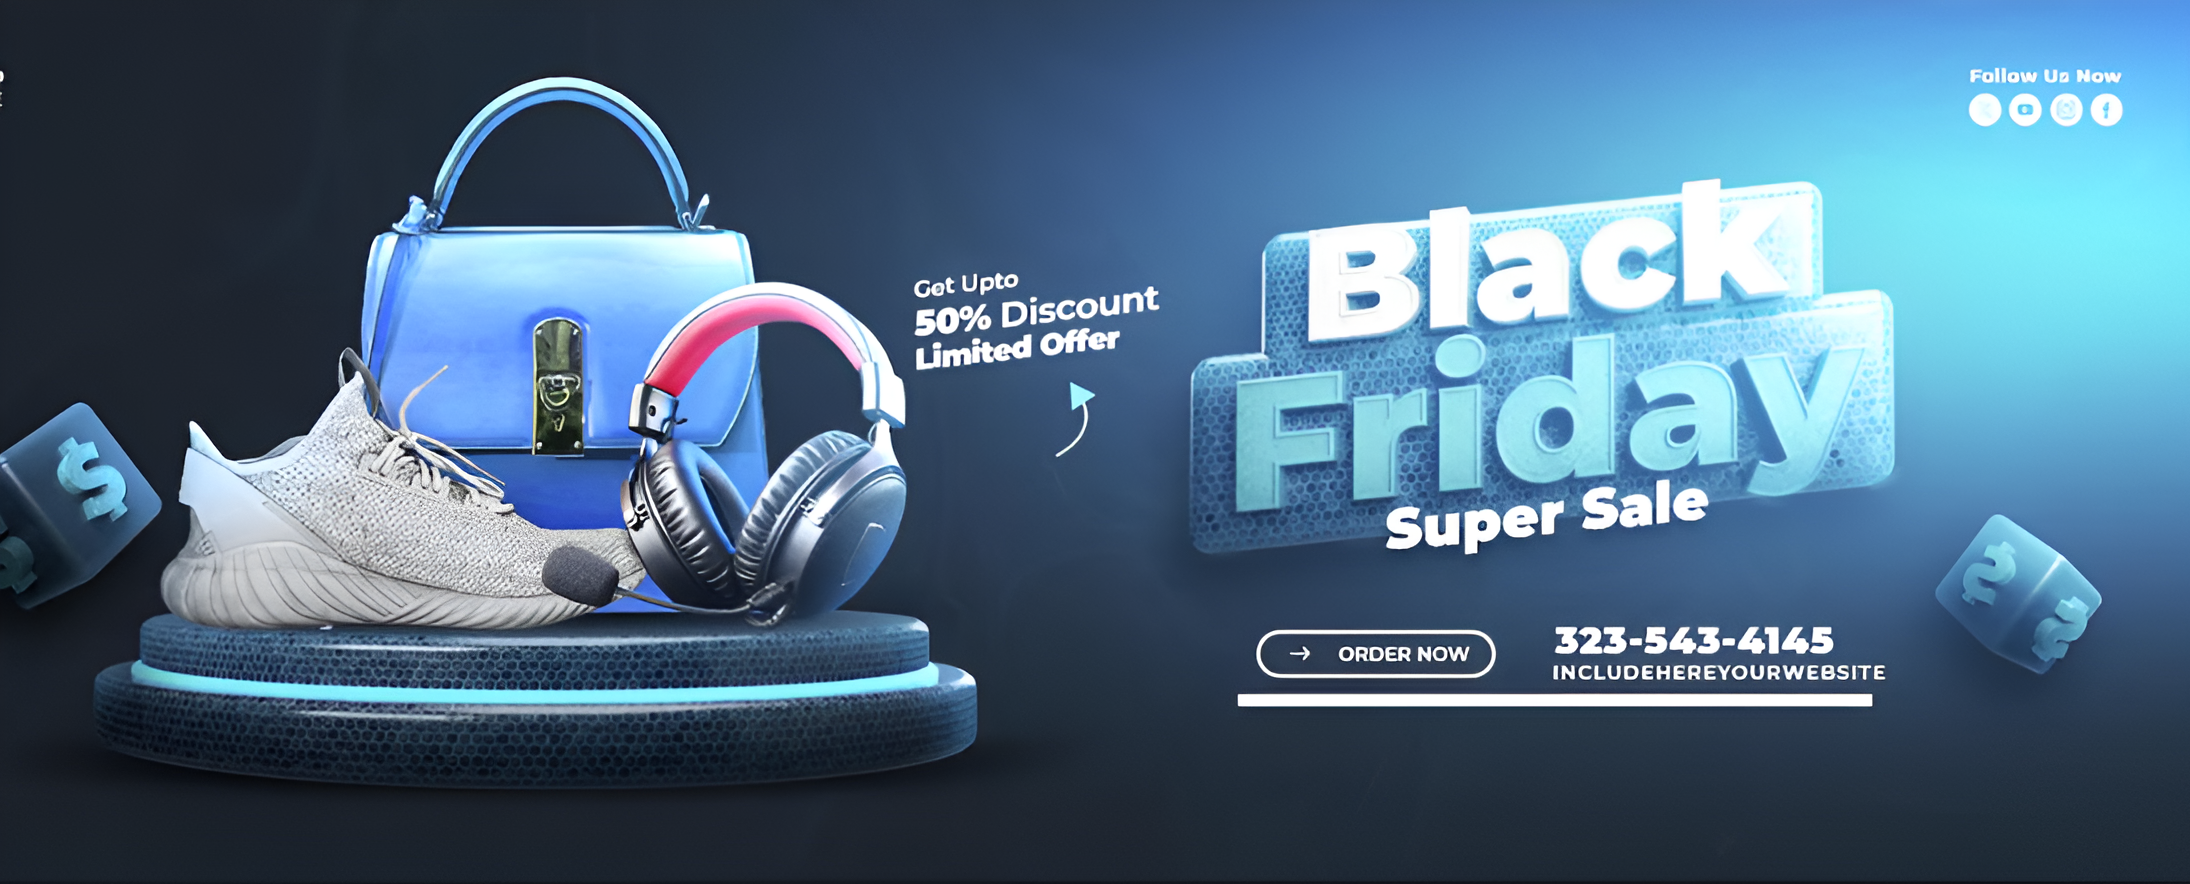 Follow Us Now
Get Upto
50% Discount
Limited Offer
Black
Friday
Super Sale
$
$
$
$
→ ORDER NOW
323-543-4145
INCLUDEHEREYOURWEBSITE